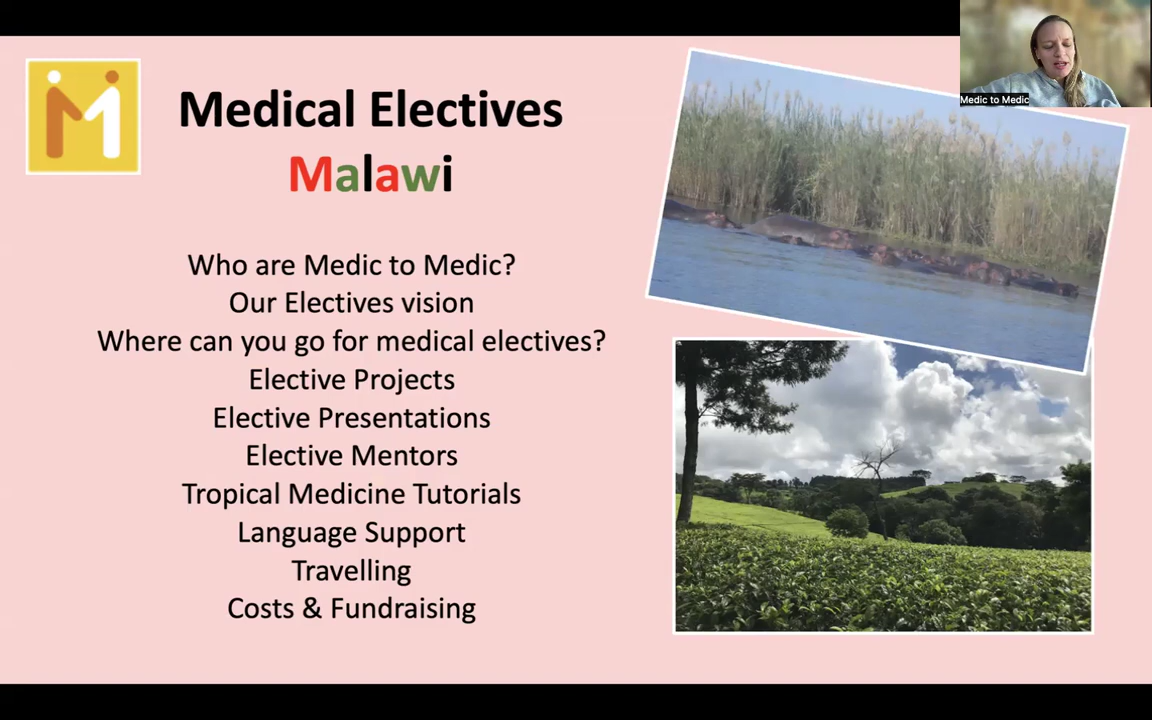 Medical Electives
Malawi
Who are Medic to Medic?
Our Electives vision
Where can you go for medical electives?
Elective Projects
Elective Presentations
Elective Mentors
Tropical Medicine Tutorials
Language Support
Travelling
Costs & Fundraising
Medic to Medic